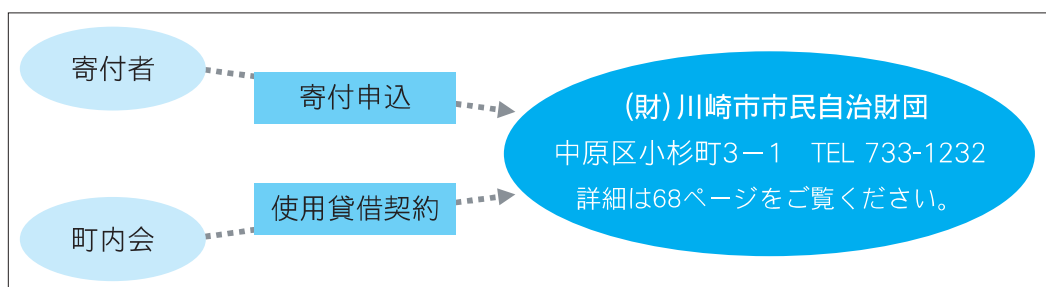 寄付者
寄付申込
町内会
使用貸借契約
(財)川崎市市民自治財団
中原区小杉町3－1　TEL 733-1232
詳細は68ページをご覧ください。